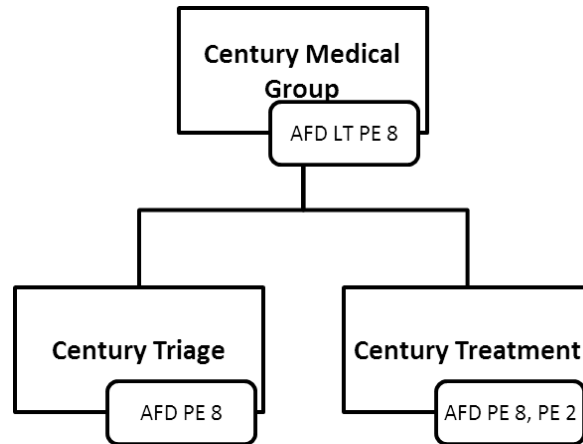 Century Medical
Group
AFD LT PE 8
Century Triage
AFD PE 8
Century Treatment
AFD PE 8, PE 2